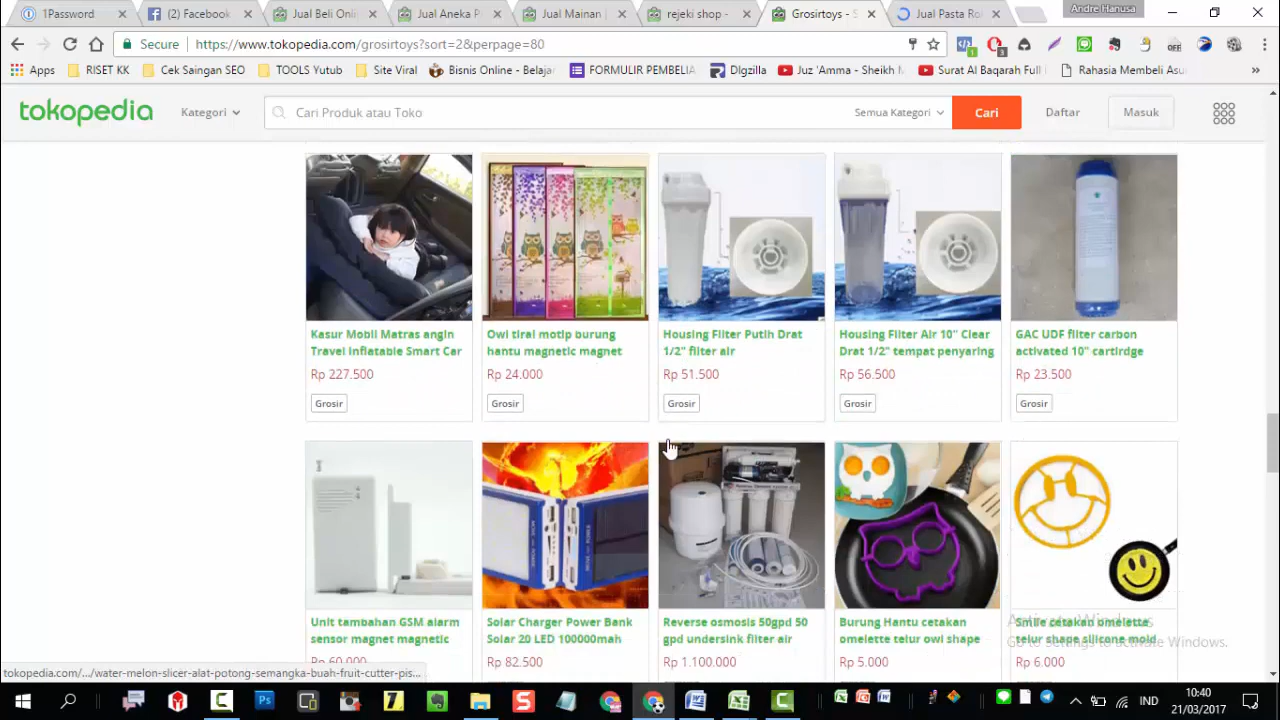 1Password
(2) Facebook
Jual Beli Onli
Jual Aneka P
Jual Mainan |
rejeki shop -
Grosirtoys -
Jual Pasta Ro
Andre Hanusa
Secure
https://www.tokopedia.com/grosirtoys?sort=2&perpage=80
Apps
RISET KK
Cek Saingan SEO
TOOLS Yutub
Site Viral
Bisnis Online - Belaj
FORMULIR PEMBELIA
DIgzilla
Juz 'Amma - Sheikh M
Surat Al Baqarah Full
Rahasia Membeli Asu
tokopedia
Kategori
Cari Produk atau Toko
Semua Kategori
Cari
Daftar
Masuk
Kasur Mobil Matras angin
Travel Inflatable Smart Car
Rp 227.500
Grosir
Owl tirai motip burung
hantu magnetic magnet
Rp 24.000
Grosir
Housing Filter Putih Drat
1/2" filter air
Rp 51.500
Grosir
Housing Filter Air 10" Clear
Drat 1/2" tempat penyaring
Rp 56.500
Grosir
GAC UDF filter carbon
activated 10" cartirdge
Rp 23.500
Grosir
Unit tambahan GSM alarm
sensor magnet magnetic
Rp 60.000
Solar Charger Power Bank
Solar 20 LED 100000mah
Rp 82.500
Reverse osmosis 50gpd 50
gpd undersink filter air
Rp 1.100.000
Burung Hantu cetakan
omelette telur owl shape
Rp 5.000
Smile cetakan omelette
telur shape silicone mold
Rp 6.000
Activate Windows
Go to settings to activate Windows.
tokopedia.com/.../water-melon-slicer-alat-potong-semangka-buah-fruit-cutter-pis...
IND
10:40
21/03/2017